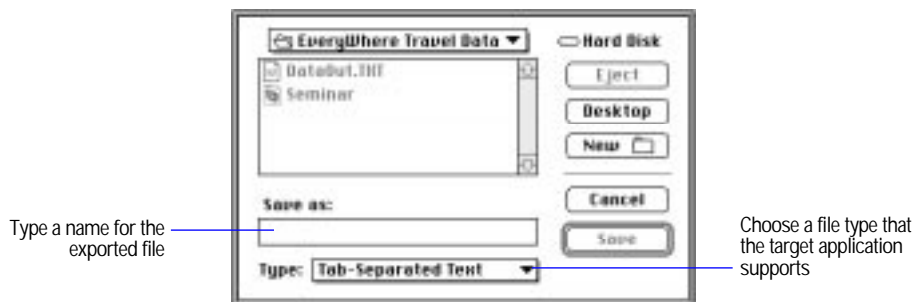 EveryWhere Travel Data
Hard Disk
DataOut.TXT
Seminar
Eject
Desktop
New
Save as:
Cancel
Save
Type: Tab-Separated Text
Type a name for the
exported file
Choose a file type that
the target application
supports